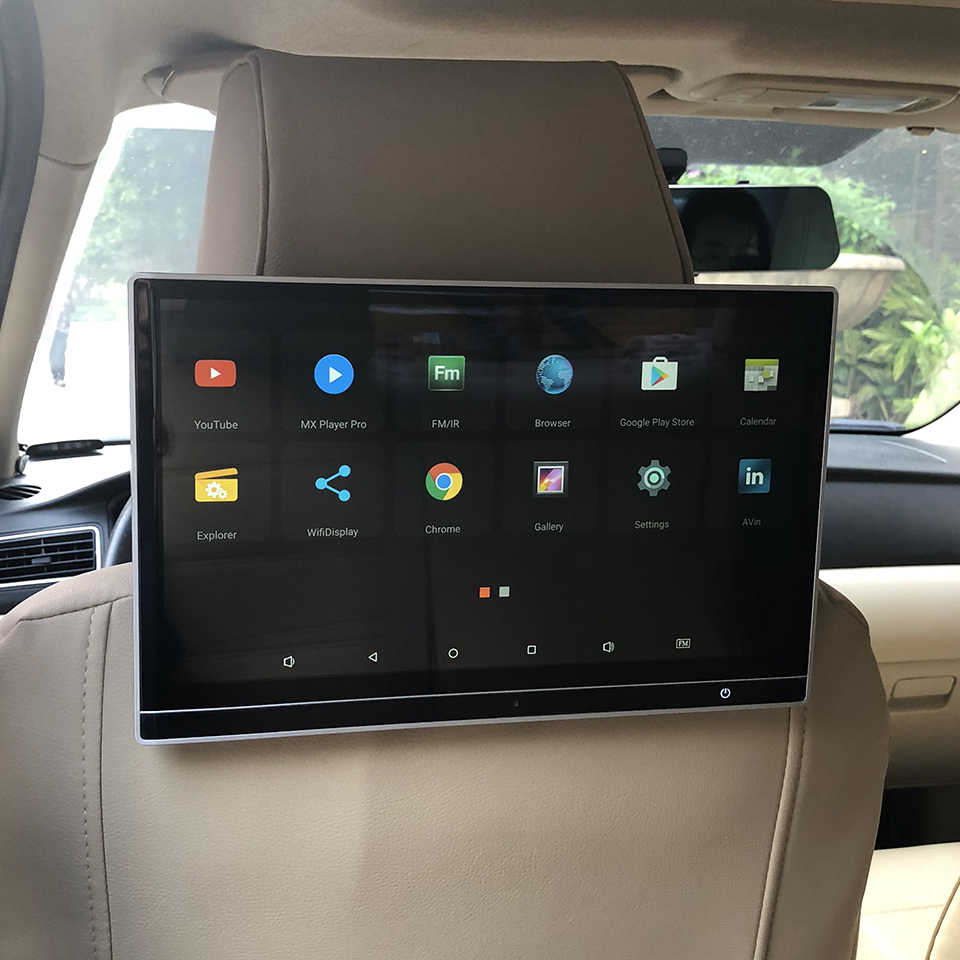 Fm
YouTube
MX Player Pro
FM/IR
Browser
Google Play Store
Calendar
in
Explorer
WifiDisplay
Chrome
Gallery
Settings
AVin
FM